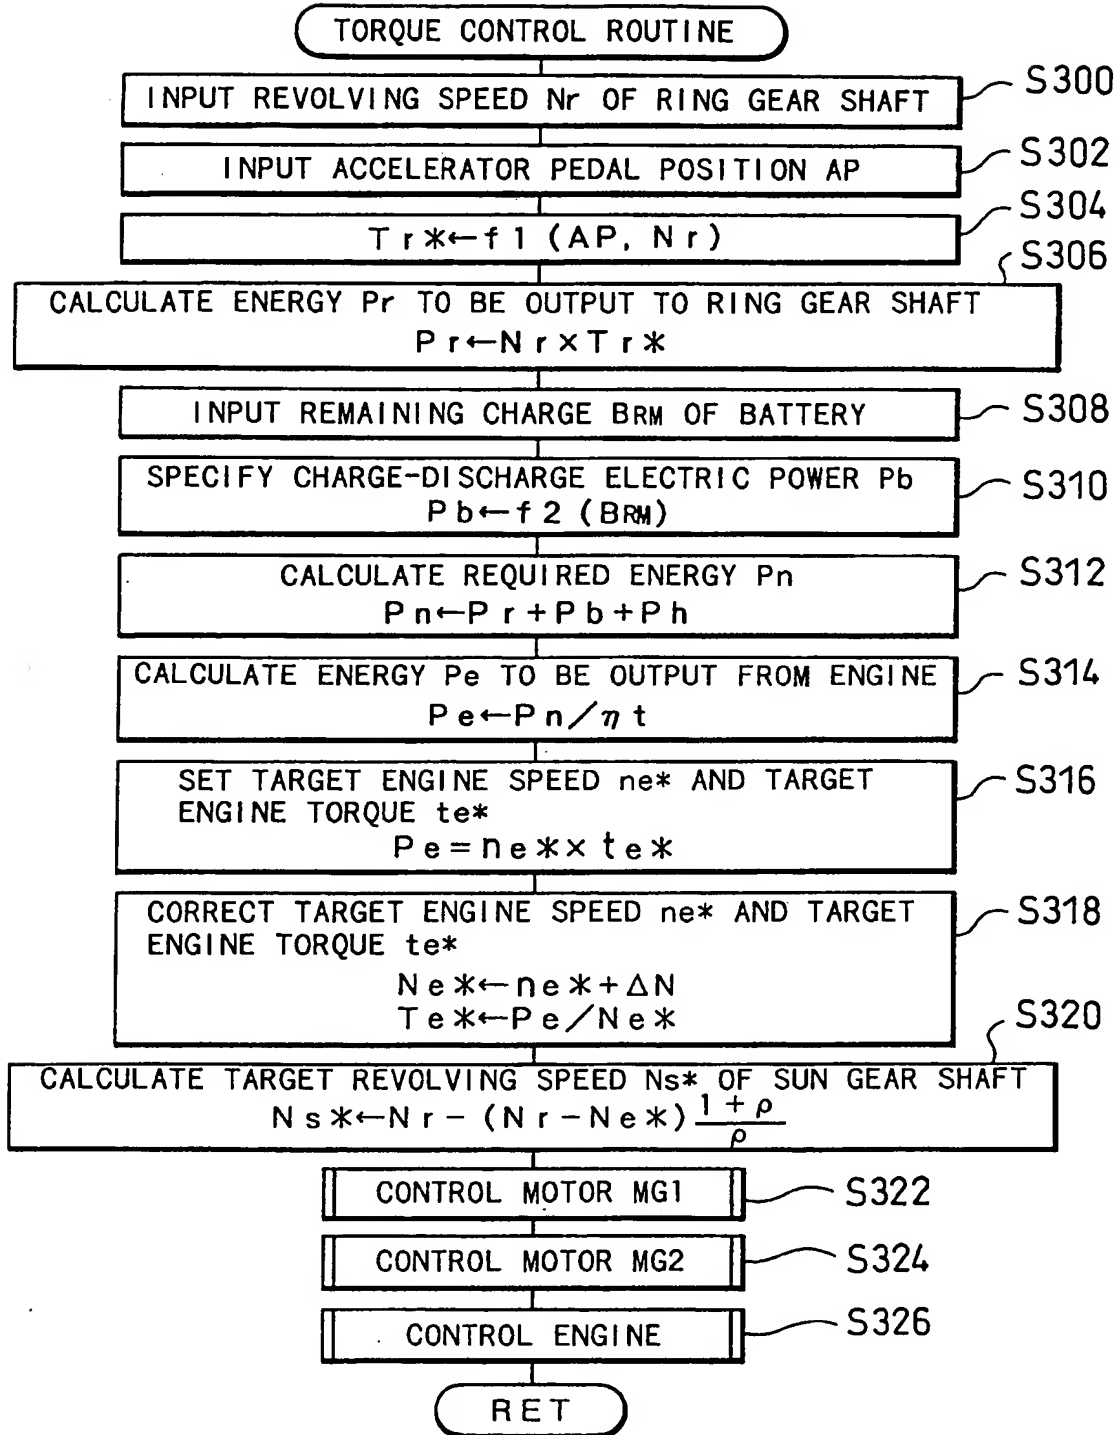 TORQUE CONTROL ROUTINE
INPUT REVOLVING SPEED Nr OF RING GEAR SHAFT
S300
INPUT ACCELERATOR PEDAL POSITION AP
S302
Tr*←f1 (AP, Nr)
S304
CALCULATE ENERGY Pr TO BE OUTPUT TO RING GEAR SHAFT
Pr←Nr×Tr*
S306
INPUT REMAINING CHARGE BRM OF BATTERY
S308
SPECIFY CHARGE-DISCHARGE ELECTRIC POWER Pb
Pb←f2 (BRM)
S310
CALCULATE REQUIRED ENERGY Pn
Pn←Pr+Pb+Ph
S312
CALCULATE ENERGY Pe TO BE OUTPUT FROM ENGINE
Pe←Pn/ηt
S314
SET TARGET ENGINE SPEED ne* AND TARGET
ENGINE TORQUE te*
Pe=ne*×te*
S316
CORRECT TARGET ENGINE SPEED ne* AND TARGET
ENGINE TORQUE te*
Ne*←ne*+ΔN
Te*←Pe/Ne*
S318
CALCULATE TARGET REVOLVING SPEED Ns* OF SUN GEAR SHAFT
Ns*←Nr-(Nr-Ne*) (1+ρ)/ρ
S320
CONTROL MOTOR MG1
S322
CONTROL MOTOR MG2
S324
CONTROL ENGINE
S326
RET